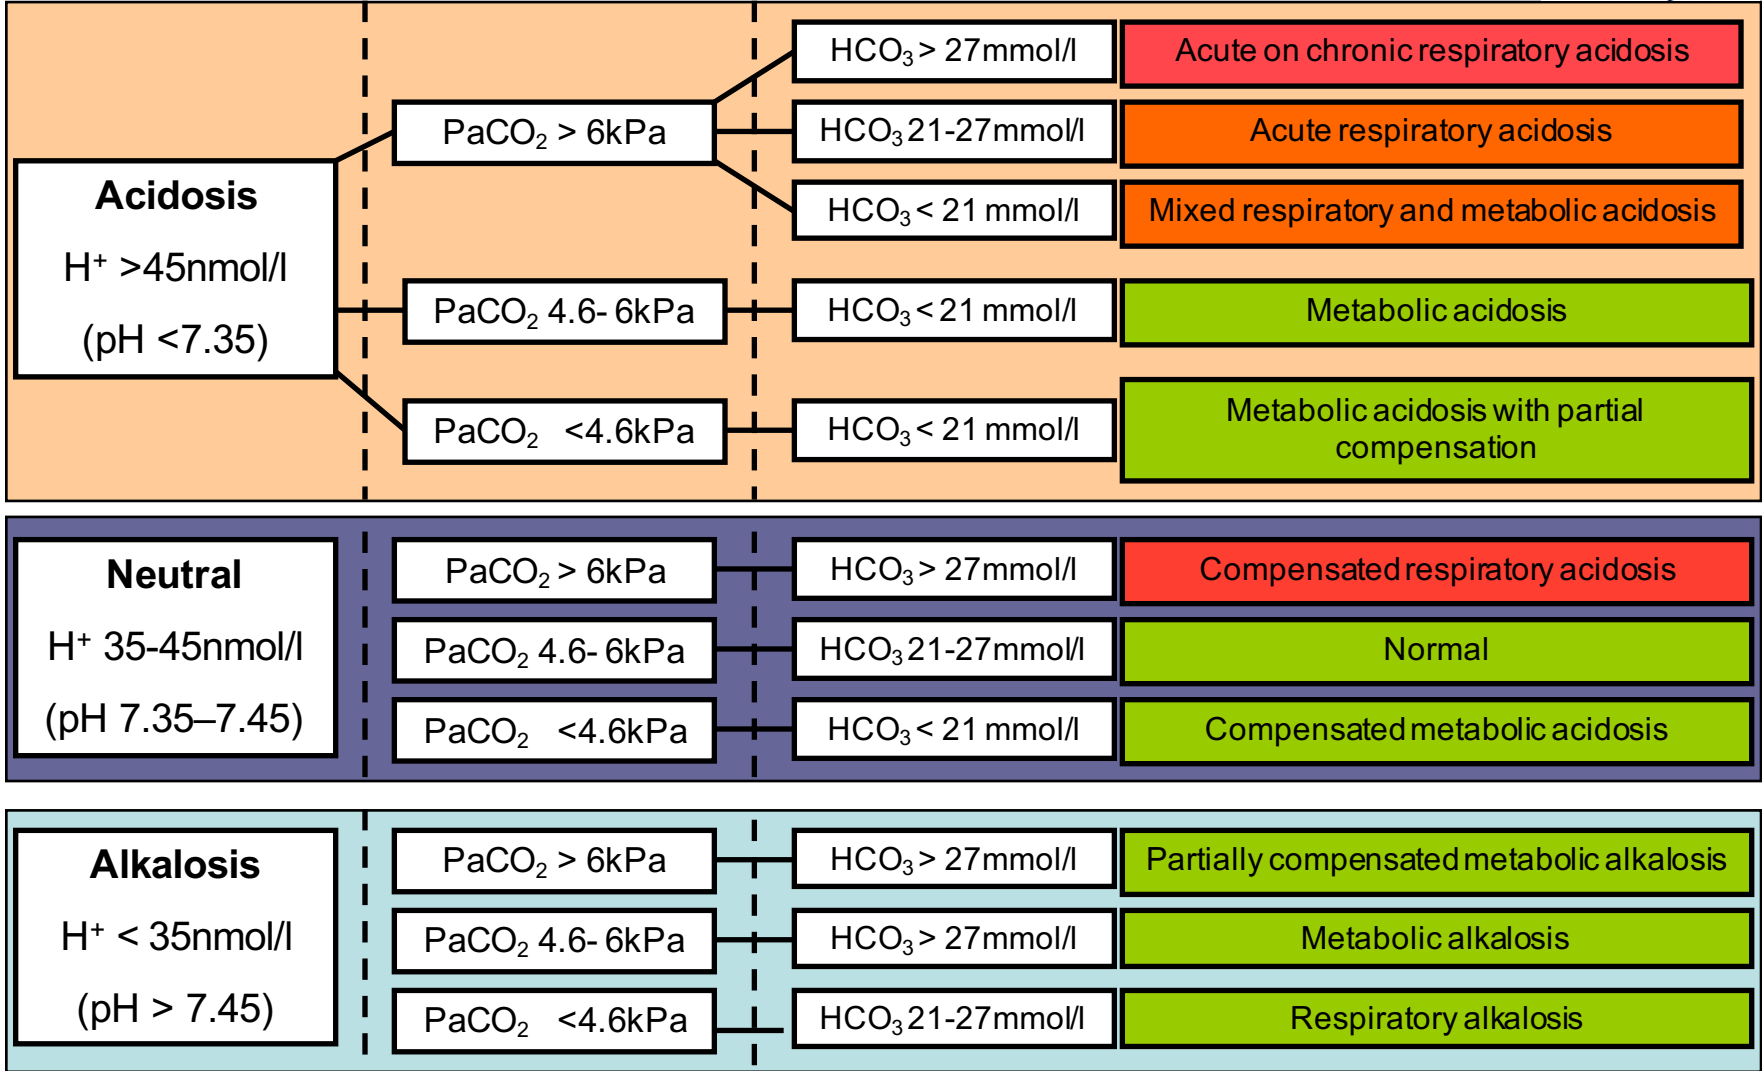 Acidosis
H⁺ >45nmol/l
(pH <7.35)
PaCO₂ > 6kPa
HCO₃ > 27mmol/l
Acute on chronic respiratory acidosis
HCO₃ 21-27mmol/l
Acute respiratory acidosis
HCO₃ < 21 mmol/l
Mixed respiratory and metabolic acidosis
PaCO₂ 4.6- 6kPa
HCO₃ < 21 mmol/l
Metabolic acidosis
PaCO₂ <4.6kPa
HCO₃ < 21 mmol/l
Metabolic acidosis with partial
compensation
Neutral
H⁺ 35-45nmol/l
(pH 7.35–7.45)
PaCO₂ > 6kPa
HCO₃ > 27mmol/l
Compensated respiratory acidosis
PaCO₂ 4.6- 6kPa
HCO₃ 21-27mmol/l
Normal
PaCO₂ <4.6kPa
HCO₃ < 21 mmol/l
Compensated metabolic acidosis
Alkalosis
H⁺ < 35nmol/l
(pH > 7.45)
PaCO₂ > 6kPa
HCO₃ > 27mmol/l
Partially compensated metabolic alkalosis
PaCO₂ 4.6- 6kPa
HCO₃ > 27mmol/l
Metabolic alkalosis
PaCO₂ <4.6kPa
HCO₃ 21-27mmol/l
Respiratory alkalosis